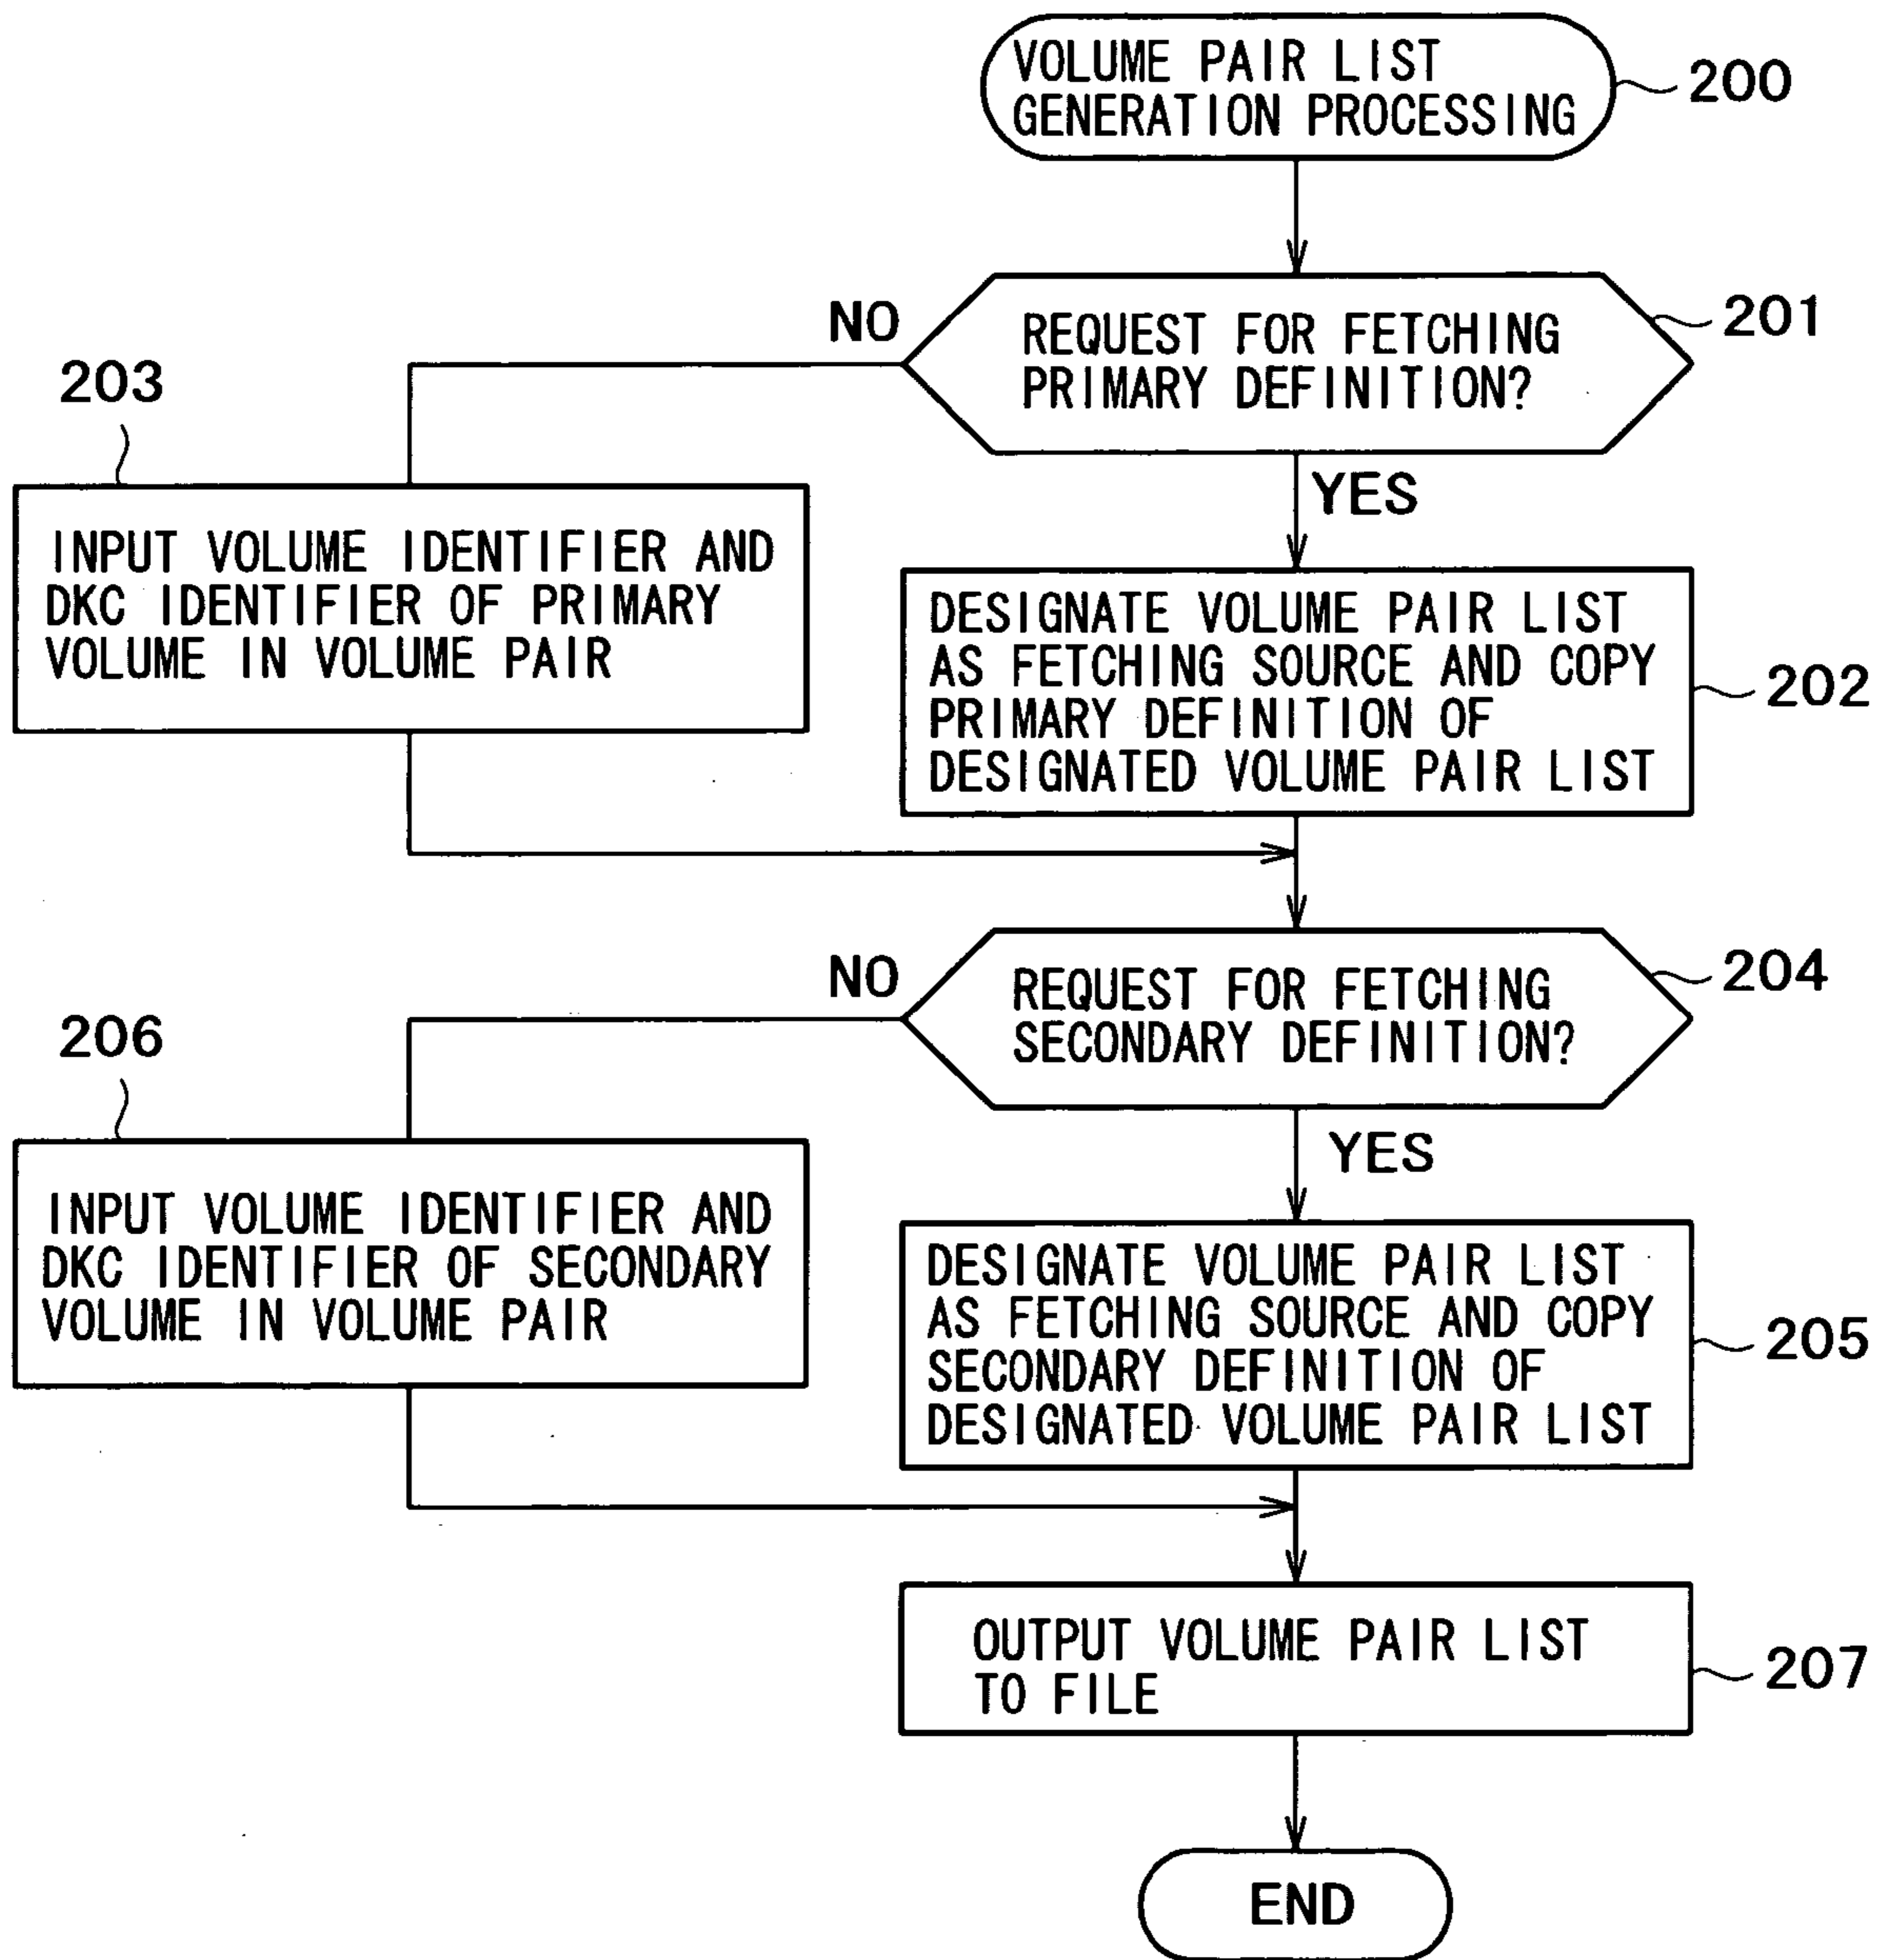 VOLUME PAIR LIST
GENERATION PROCESSING
200
REQUEST FOR FETCHING
PRIMARY DEFINITION?
201
NO
YES
203
INPUT VOLUME IDENTIFIER AND
DKC IDENTIFIER OF PRIMARY
VOLUME IN VOLUME PAIR
DESIGNATE VOLUME PAIR LIST
AS FETCHING SOURCE AND COPY
PRIMARY DEFINITION OF
DESIGNATED VOLUME PAIR LIST
202
REQUEST FOR FETCHING
SECONDARY DEFINITION?
204
NO
YES
206
INPUT VOLUME IDENTIFIER AND
DKC IDENTIFIER OF SECONDARY
VOLUME IN VOLUME PAIR
DESIGNATE VOLUME PAIR LIST
AS FETCHING SOURCE AND COPY
SECONDARY DEFINITION OF
DESIGNATED VOLUME PAIR LIST
205
OUTPUT VOLUME PAIR LIST
TO FILE
207
END